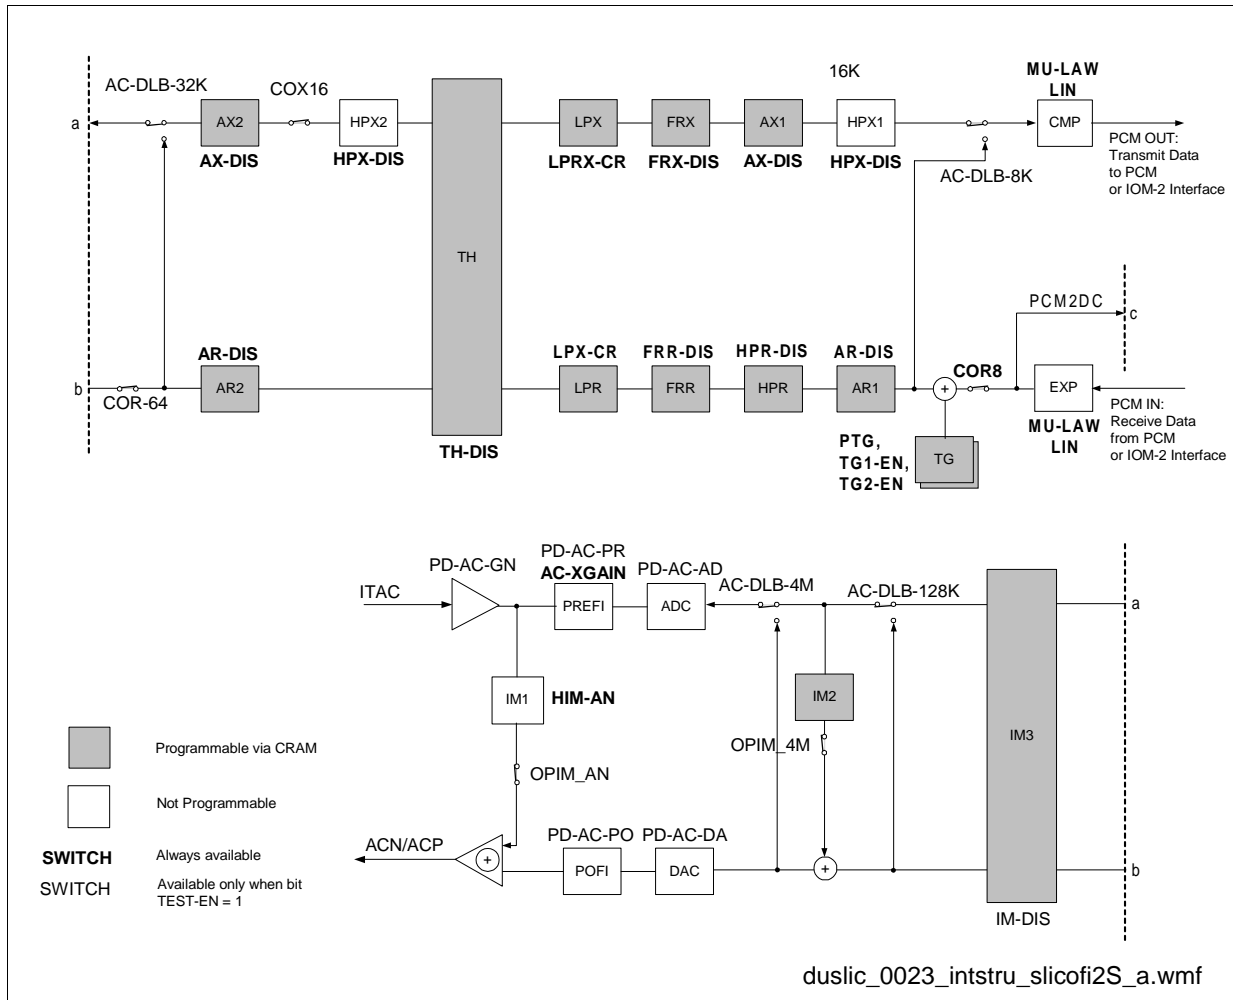 AC-DLB-32K
COX16
16K
MU-LAW
LIN
a
AX2
HPX2
LPX
FRX
AX1
HPX1
CMP
AX-DIS
HPX-DIS
LPRX-CR
FRX-DIS
AX-DIS
HPX-DIS
AC-DLB-8K
PCM OUT:
Transmit Data
to PCM
or IOM-2 Interface
TH
PCM2DC
c
AR-DIS
LPX-CR
FRR-DIS
HPR-DIS
AR-DIS
COR8
b
COR-64
AR2
LPR
FRR
HPR
AR1
+
EXP
PCM IN:
Receive Data
from PCM
or IOM-2 Interface
MU-LAW
LIN
TH-DIS
PTG,
TG1-EN,
TG2-EN
TG
PD-AC-GN
PD-AC-PR
AC-XGAIN
PD-AC-AD
AC-DLB-4M
AC-DLB-128K
ITAC
PREFI
ADC
a
IM1
HIM-AN
IM2
IM3
OPIM_4M
OPIM_AN
Programmable via CRAM
Not Programmable
SWITCH
Always available
SWITCH
Available only when bit
TEST-EN = 1
ACN/ACP
+
PD-AC-PO
PD-AC-DA
POFI
DAC
+
b
IM-DIS
duslic_0023_intstru_slicofi2S_a.wmf